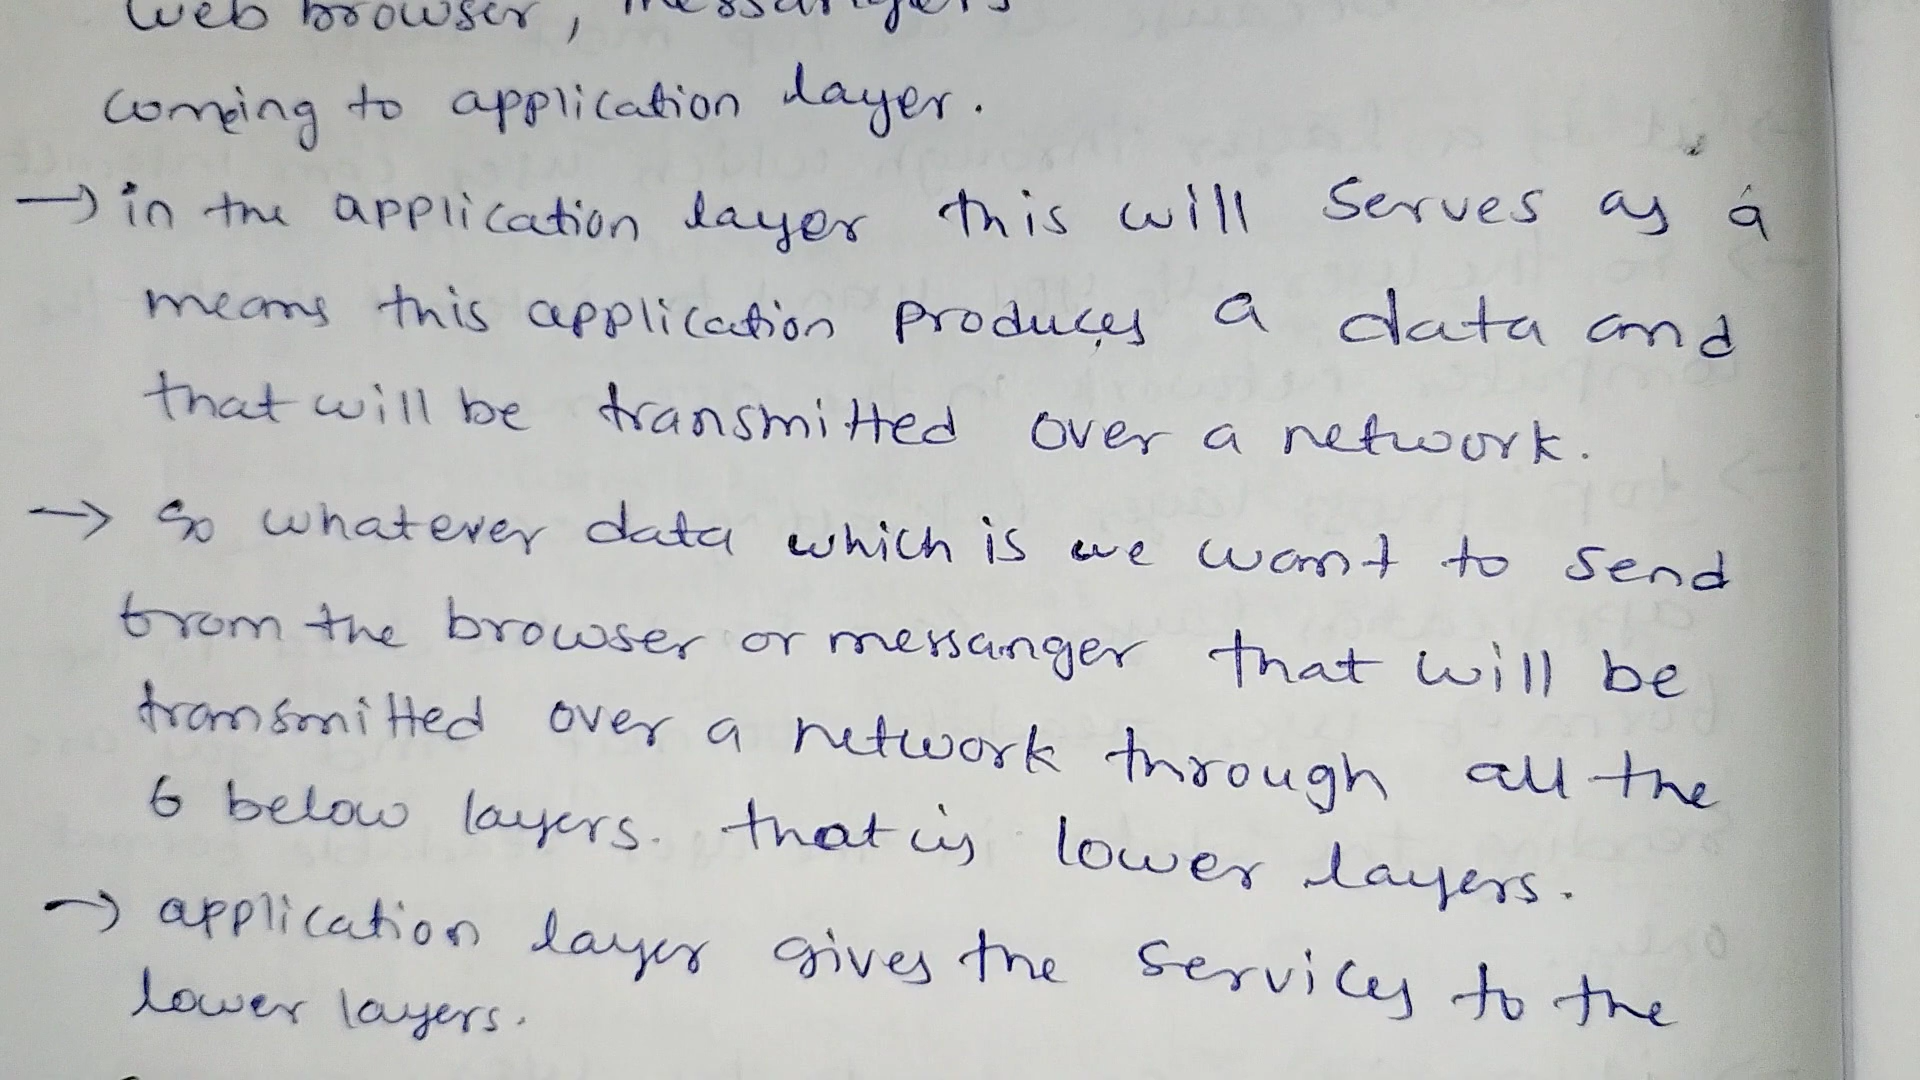 web browser, messangers
coming to application layer.
→ in the application layer this will serves as a
means this application produces a data and
that will be transmitted over a network.
→ So whatever data which is we want to send
from the browser or messanger that will be
transmitted over a network through all the
6 below layers. that is lower layers.
→ application layer gives the services to the
lower layers.